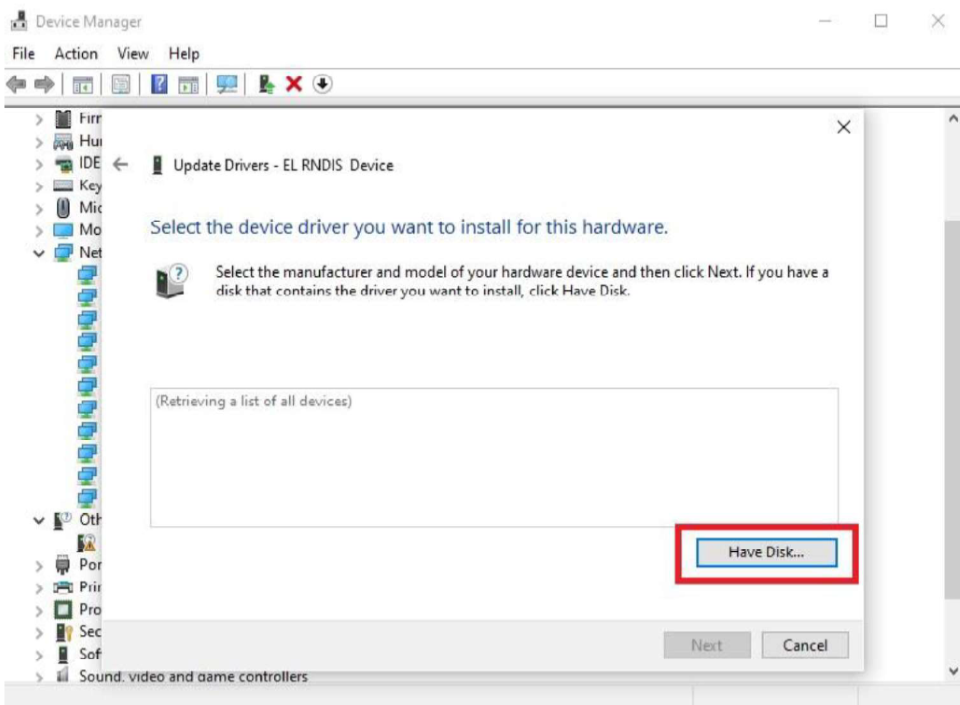 Device Manager
File Action View Help
Firr
Hui
Update Drivers - EL RNDIS Device
IDE
Key
Mic
Mo
Net
Select the device driver you want to install for this hardware.
Select the manufacturer and model of your hardware device and then click Next. If you have a
disk that contains the driver you want to install, click Have Disk.
(Retrieving a list of all devices)
Oth
Have Disk...
Por
Prir
Pro
Sec
Sof
Next Cancel
Sound, video and game controllers